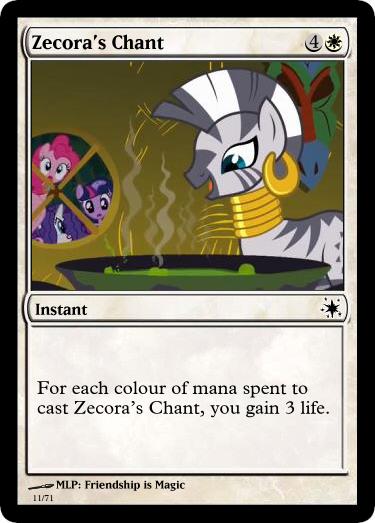 Zecora's Chant 4
Instant
For each colour of mana spent to
cast Zecora's Chant, you gain 3 life.
MLP: Friendship is Magic
11/71